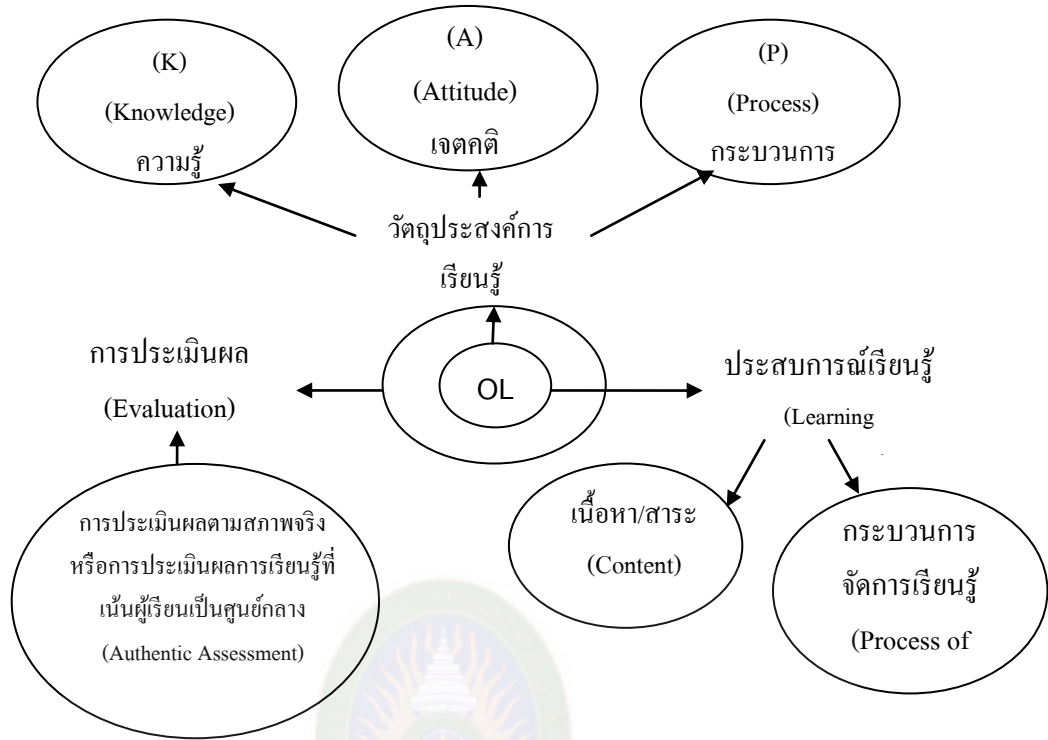 (K)
(Knowledge)
ความรู้
(A)
(Attitude)
เจตคติ
(P)
(Process)
กระบวนการ
วัตถุประสงค์การ
เรียนรู้
OL
การประเมินผล
(Evaluation)
ประสบการณ์เรียนรู้
(Learning
การประเมินผลตามสภาพจริง
หรือการประเมินผลการเรียนรู้ที่
เน้นผู้เรียนเป็นศูนย์กลาง
(Authentic Assessment)
เนื้อหา/สาระ
(Content)
กระบวนการ
จัดการเรียนรู้
(Process of